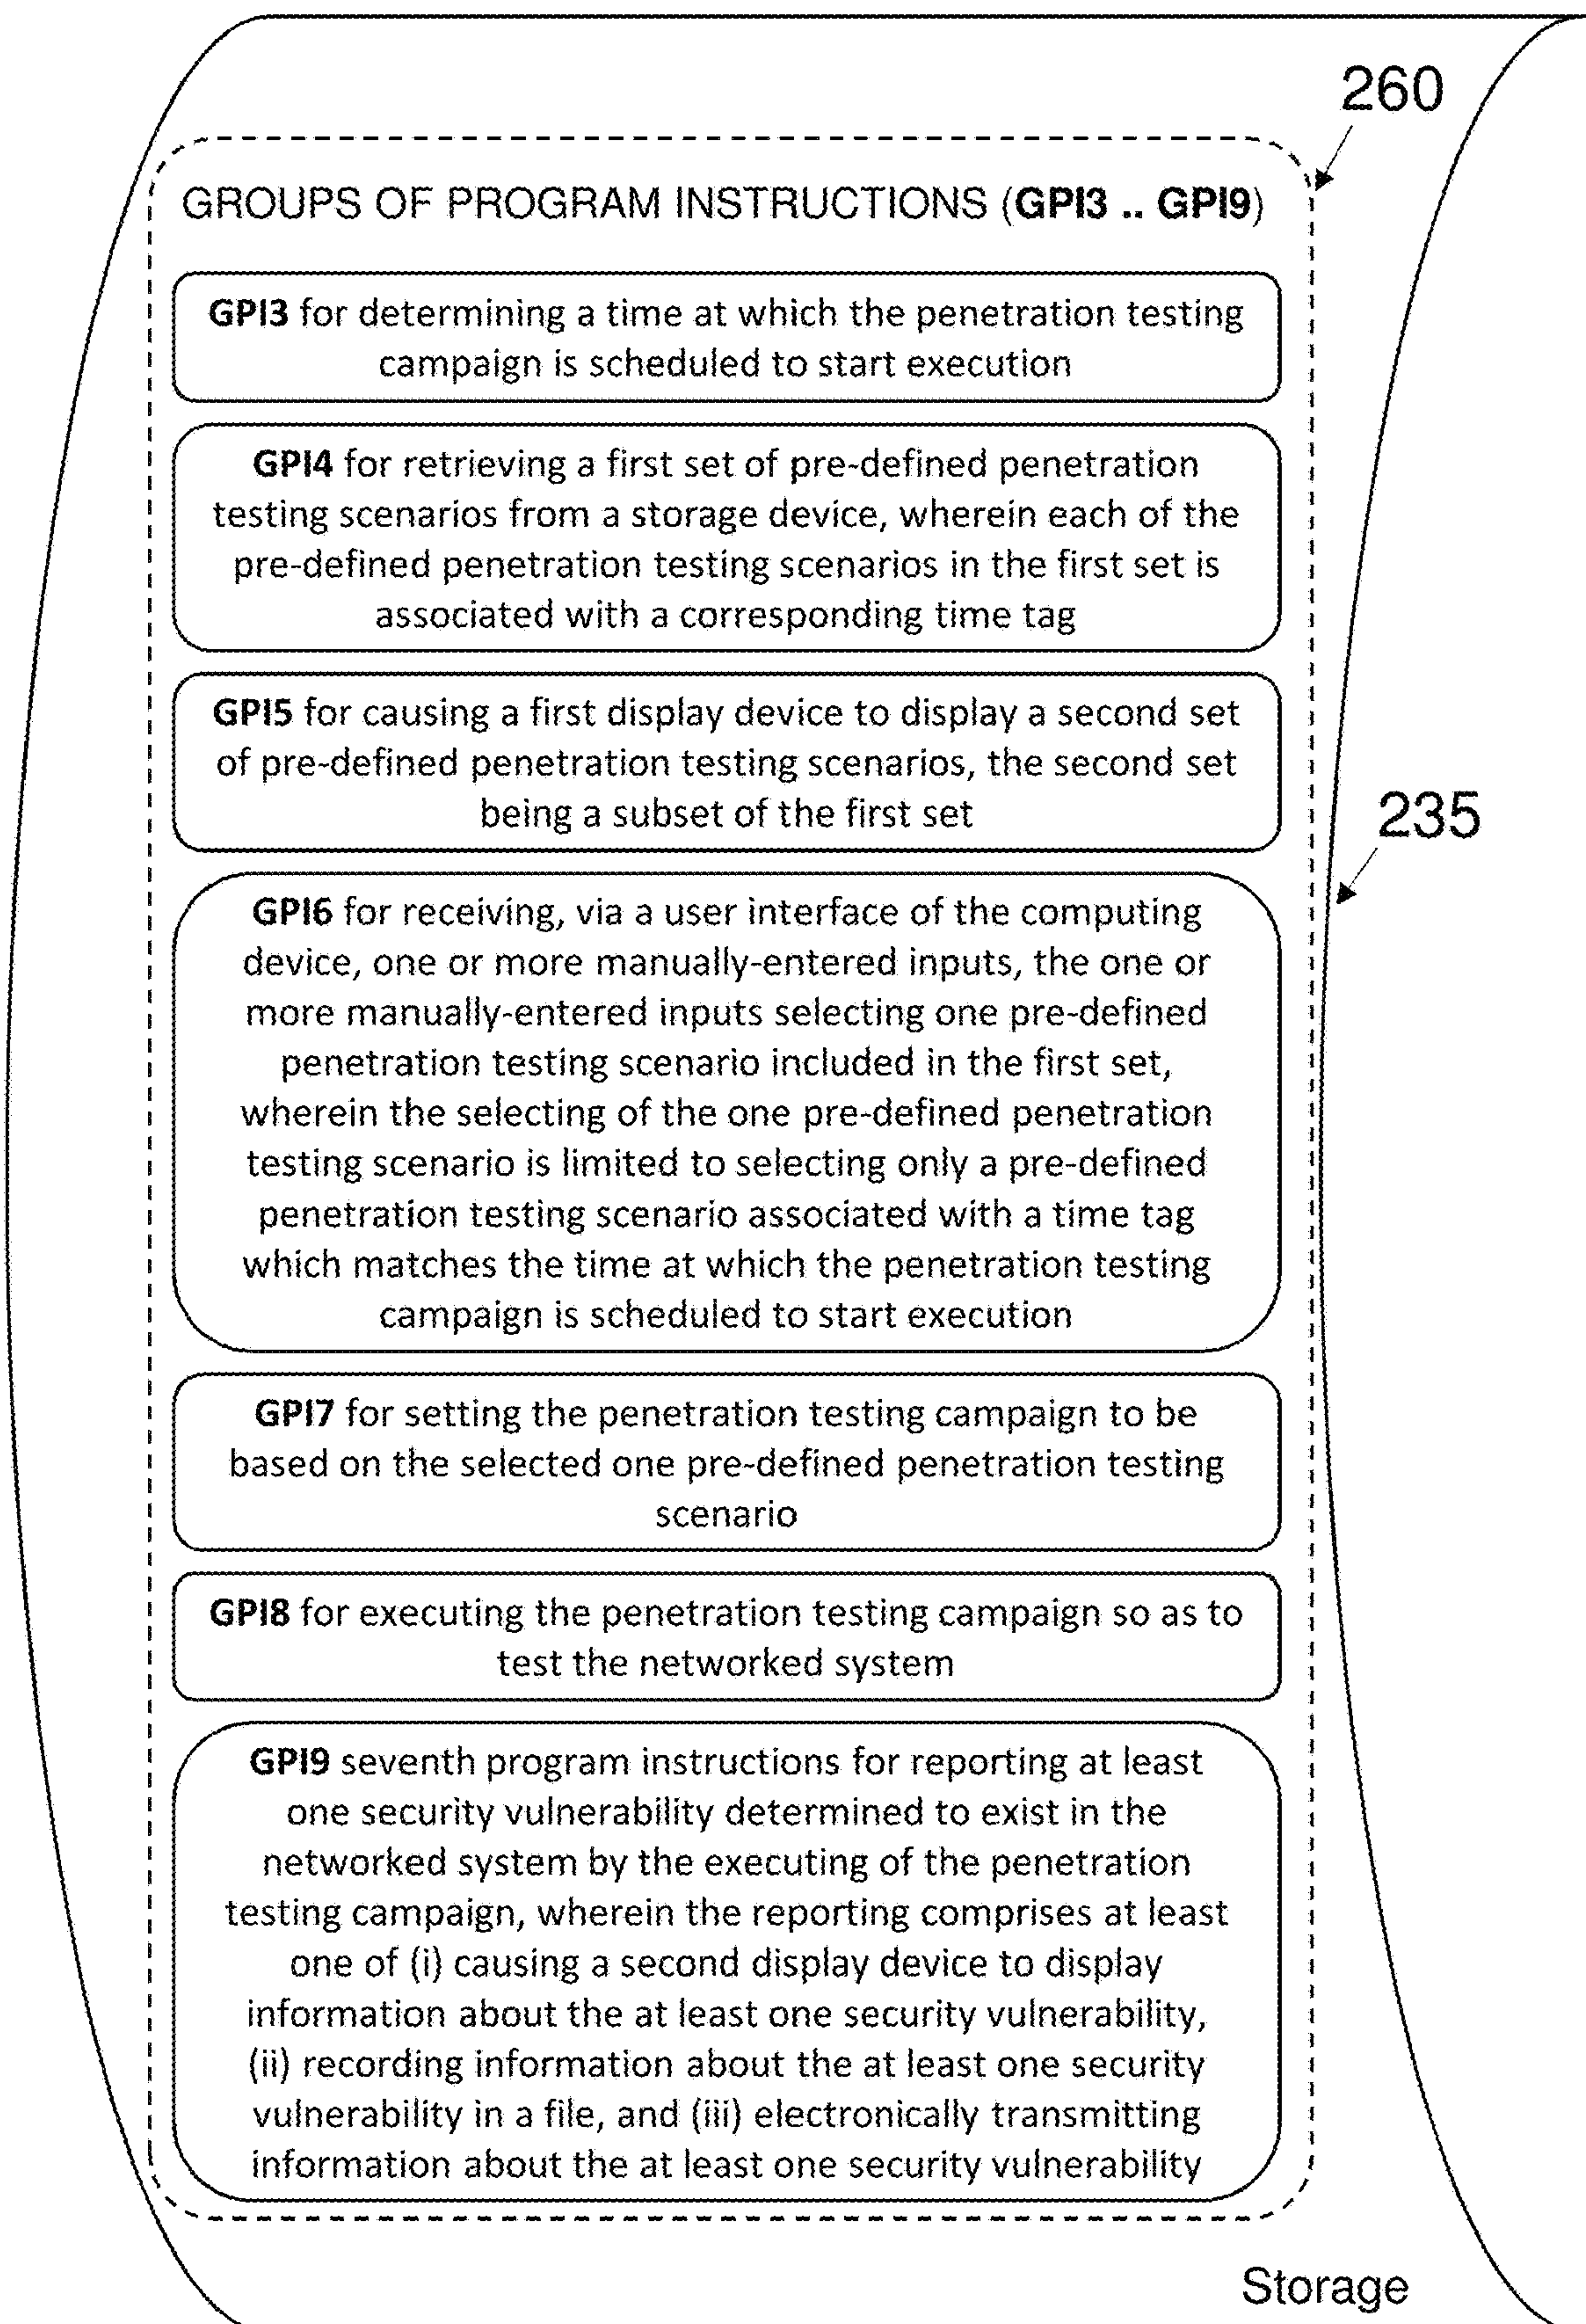 260
GROUPS OF PROGRAM INSTRUCTIONS (GPI3 .. GPI9)
GPI3 for determining a time at which the penetration testing
campaign is scheduled to start execution
GPI4 for retrieving a first set of pre-defined penetration
testing scenarios from a storage device, wherein each of the
pre-defined penetration testing scenarios in the first set is
associated with a corresponding time tag
GPI5 for causing a first display device to display a second set
of pre-defined penetration testing scenarios, the second set
being a subset of the first set
235
GPI6 for receiving, via a user interface of the computing
device, one or more manually-entered inputs, the one or
more manually-entered inputs selecting one pre-defined
penetration testing scenario included in the first set,
wherein the selecting of the one pre-defined penetration
testing scenario is limited to selecting only a pre-defined
penetration testing scenario associated with a time tag
which matches the time at which the penetration testing
campaign is scheduled to start execution
GPI7 for setting the penetration testing campaign to be
based on the selected one pre-defined penetration testing
scenario
GPI8 for executing the penetration testing campaign so as to
test the networked system
GPI9 seventh program instructions for reporting at least
one security vulnerability determined to exist in the
networked system by the executing of the penetration
testing campaign, wherein the reporting comprises at least
one of (i) causing a second display device to display
information about the at least one security vulnerability,
(ii) recording information about the at least one security
vulnerability in a file, and (iii) electronically transmitting
information about the at least one security vulnerability
Storage